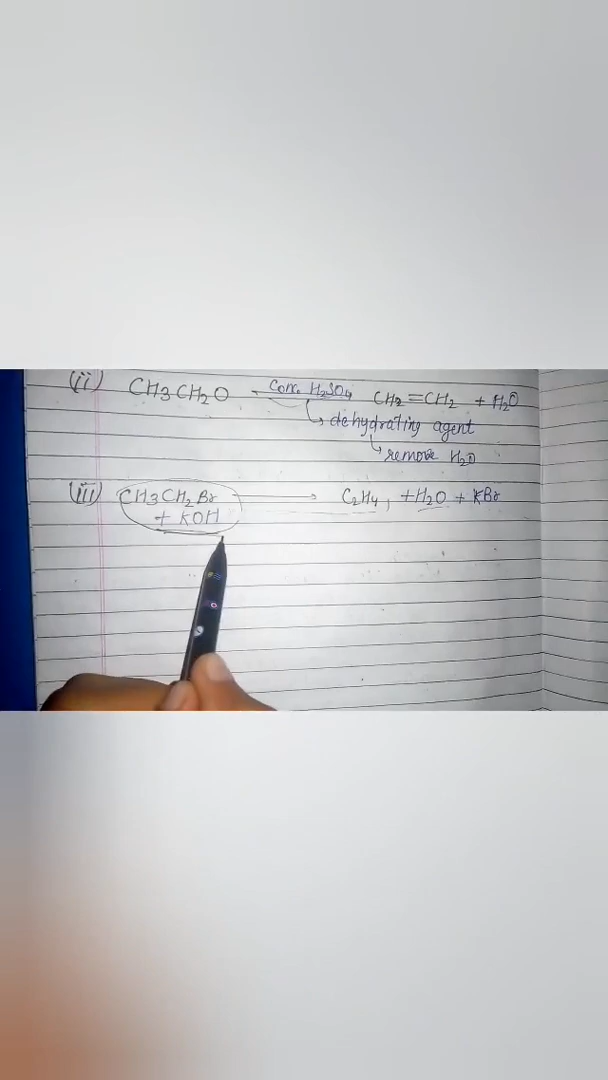 (ii) CH3CH2O Conc. H2SO4 CH2=CH2 + H2O
dehydrating agent
remove H2O
(iii) CH3CH2Br → C2H4, +H2O + KBr
+ KOH